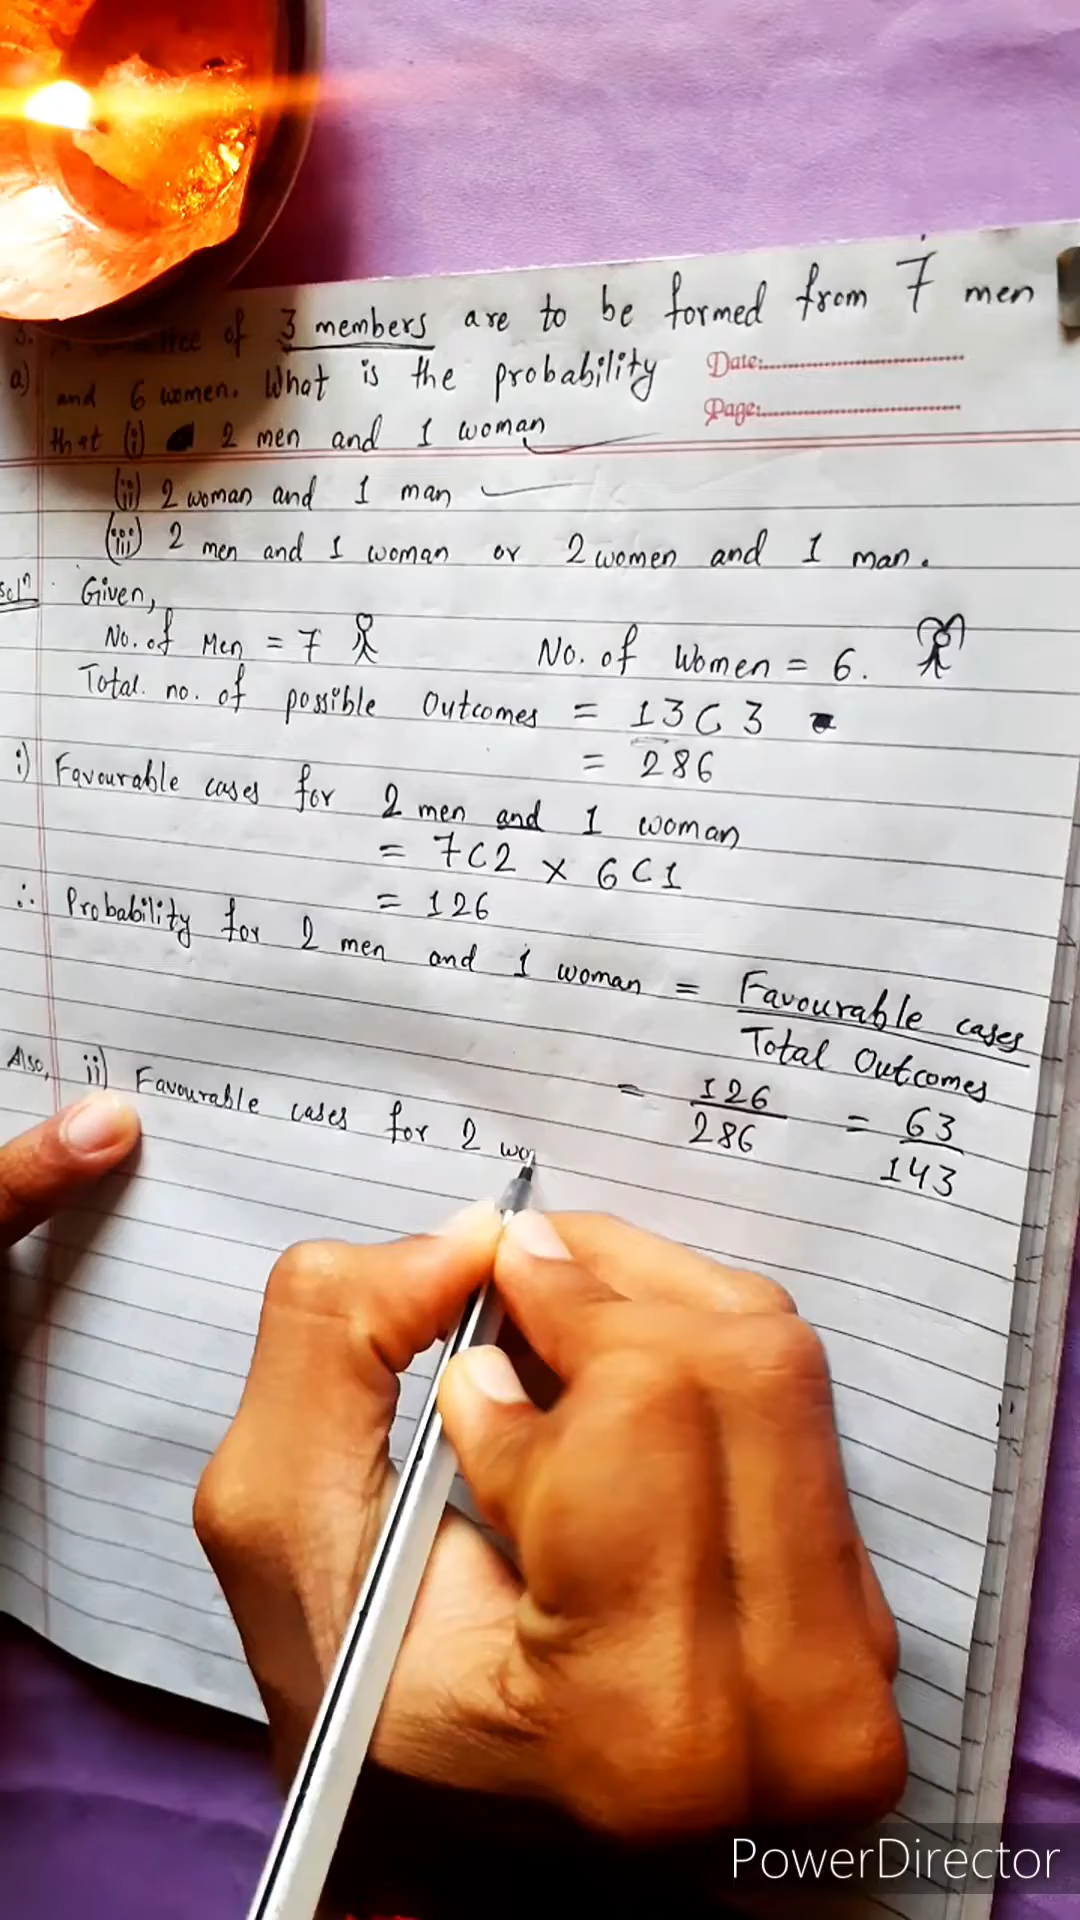 of 3 members are to be formed from 7 men
a) and 6 women. What is the probability
Date:
Page:
that (i) 2 men and 1 woman
(ii) 2 woman and 1 man
(iii) 2 men and 1 woman or 2 women and 1 man.
Solⁿ. Given,
No. of Men = 7 No. of Women = 6.
Total. no. of possible Outcomes = 13C3
= 286
i) Favourable cases for 2 men and 1 woman
= 7C2 × 6C1
= 126
∴ Probability for 2 men and 1 woman = Favourable cases
Total Outcomes
= 126 = 63
286 143
Also, ii) Favourable cases for 2 wo
PowerDirector